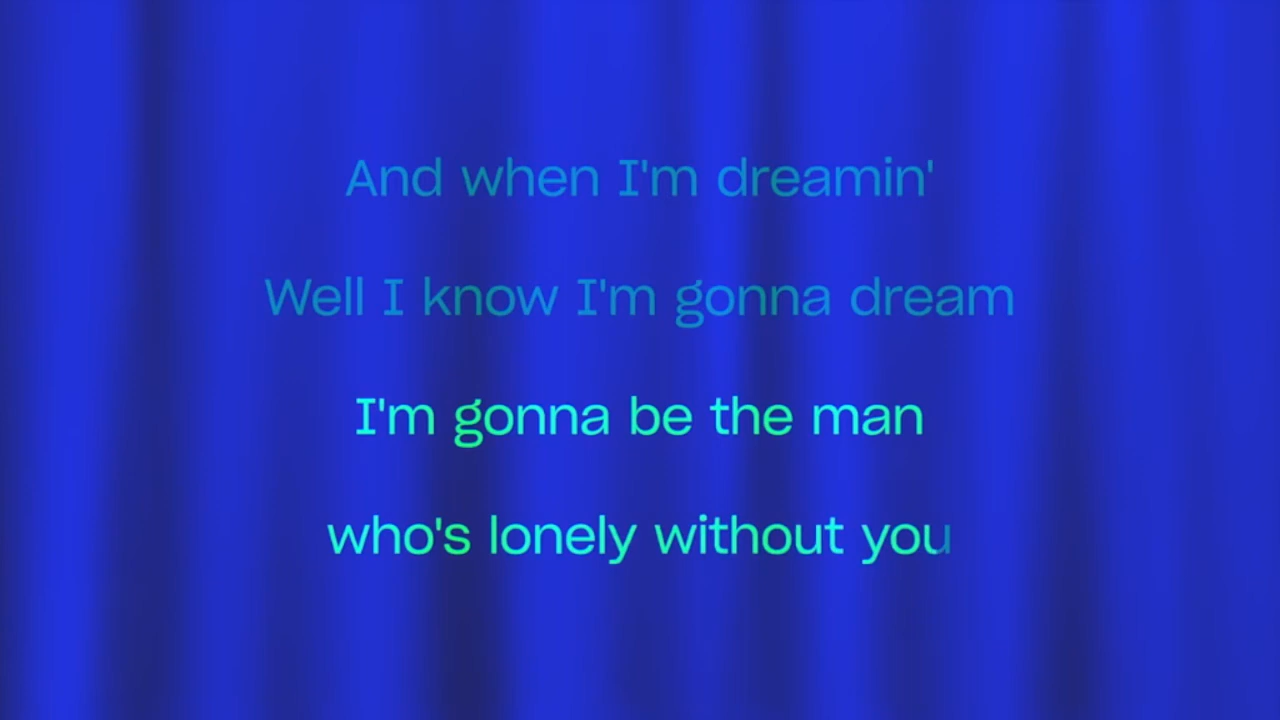 And when I'm dreamin'
Well I know I'm gonna dream
I'm gonna be the man
who's lonely without you